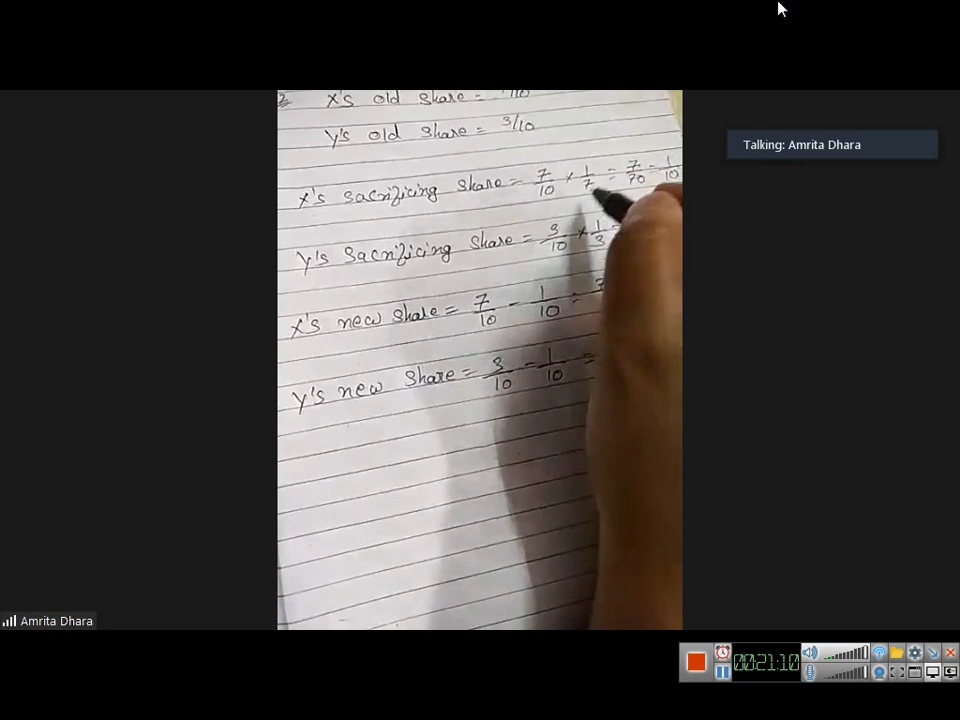 X's old share =
Talking: Amrita Dhara
Y's old share = 3/10
X's sacrificing share = 7/10 × 1/7 = 7/70 = 1/10
Y's sacrificing share = 3/10 × 1/3
X's new share = 7/10 - 1/10 =
Y's new share = 3/10 - 1/10 =
Amrita Dhara
00:21:10